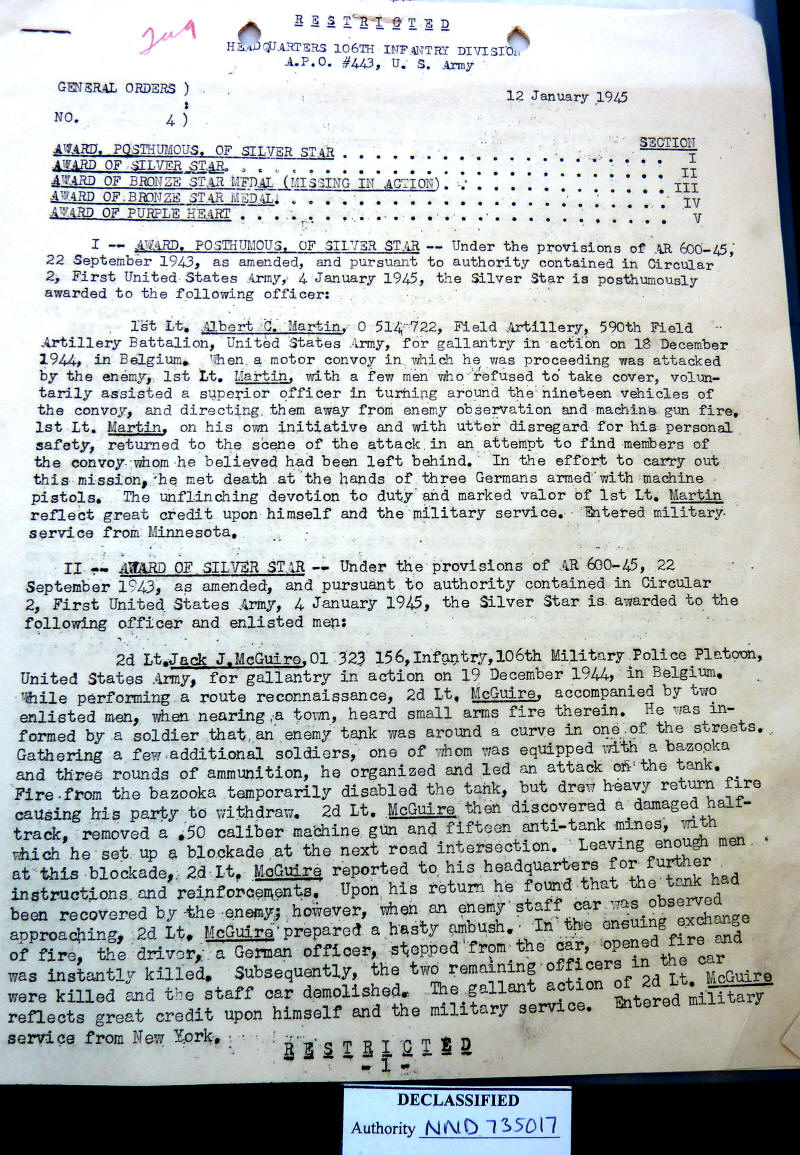 RESTRICTED
HEADQUARTERS 106TH INFANTRY DIVISION
A.P.O. #443, U. S. Army
GENERAL ORDERS )
:
NO. 4 )
12 January 1945
SECTION
AWARD, POSTHUMOUS, OF SILVER STAR . . . . . . . . . . . . . . . . . . . . I
AWARD OF SILVER STAR. . . . . . . . . . . . . . . . . . . . . . . . . . . II
AWARD OF BRONZE STAR MEDAL (MISSING IN ACTION). . . . . . . . . . . . . . III
AWARD OF BRONZE STAR MEDAL. . . . . . . . . . . . . . . . . . . . . . . . IV
AWARD OF PURPLE HEART . . . . . . . . . . . . . . . . . . . . . . . . . . V
I -- AWARD, POSTHUMOUS, OF SILVER STAR -- Under the provisions of AR 600-45,
22 September 1943, as amended, and pursuant to authority contained in Circular
2, First United States Army, 4 January 1945, the Silver Star is posthumously
awarded to the following officer:
1st Lt. Albert C. Martin, O 514 722, Field Artillery, 590th Field
Artillery Battalion, United States Army, for gallantry in action on 18 December
1944, in Belgium. When a motor convoy in which he was proceeding was attacked
by the enemy, 1st Lt. Martin, with a few men who refused to take cover, volun-
tarily assisted a superior officer in turning around the nineteen vehicles of
the convoy, and directing them away from enemy observation and machine gun fire.
1st Lt. Martin, on his own initiative and with utter disregard for his personal
safety, returned to the scene of the attack in an attempt to find members of
the convoy whom he believed had been left behind. In the effort to carry out
this mission, he met death at the hands of three Germans armed with machine
pistols. The unflinching devotion to duty and marked valor of 1st Lt. Martin
reflect great credit upon himself and the military service. Entered military
service from Minnesota.
II -- AWARD OF SILVER STAR -- Under the provisions of AR 600-45, 22
September 1943, as amended, and pursuant to authority contained in Circular
2, First United States Army, 4 January 1945, the Silver Star is awarded to the
following officer and enlisted men:
2d Lt. Jack J. McGuire, O1 323 156, Infantry, 106th Military Police Platoon,
United States Army, for gallantry in action on 19 December 1944, in Belgium.
While performing a route reconnaissance, 2d Lt. McGuire, accompanied by two
enlisted men, when nearing a town, heard small arms fire therein. He was in-
formed by a soldier that an enemy tank was around a curve in one of the streets.
Gathering a few additional soldiers, one of whom was equipped with a bazooka
and three rounds of ammunition, he organized and led an attack on the tank.
Fire from the bazooka temporarily disabled the tank, but drew heavy return fire
causing his party to withdraw. 2d Lt. McGuire then discovered a damaged half-
track, removed a .50 caliber machine gun and fifteen anti-tank mines, with
which he set up a blockade at the next road intersection. Leaving enough men
at this blockade, 2d Lt. McGuire reported to his headquarters for further
instructions and reinforcements. Upon his return he found that the tank had
been recovered by the enemy; however, when an enemy staff car was observed
approaching, 2d Lt. McGuire prepared a hasty ambush. In the ensuing exchange
of fire, the driver, a German officer, stepped from the car, opened fire and
was instantly killed. Subsequently, the two remaining officers in the car
were killed and the staff car demolished. The gallant action of 2d Lt. McGuire
reflects great credit upon himself and the military service. Entered military
service from New York.
RESTRICTED
- 1 -
DECLASSIFIED
Authority NND 735017